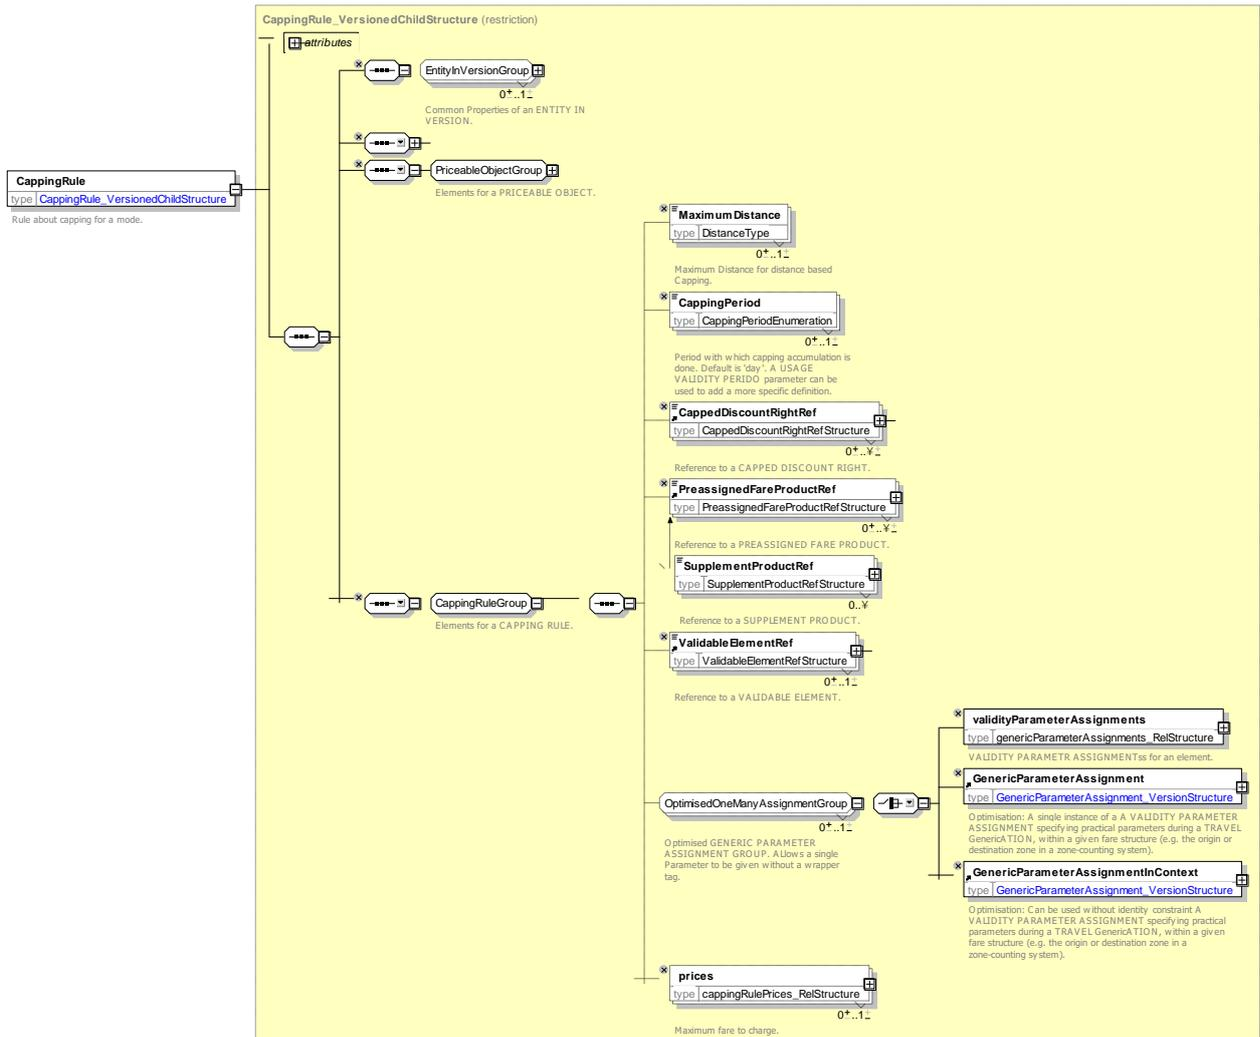 CappingRule_VersionedChildStructure (restriction)
attributes
EntityInVersionGroup
0..1
Common Properties of an ENTITY IN
VERSION.
PriceableObjectGroup
Elements for a PRICEABLE OBJECT.
CappingRule
type CappingRule_VersionedChildStructure
Rule about capping for a mode.
MaximumDistance
type DistanceType
0..1
Maximum Distance for distance based
Capping.
CappingPeriod
type CappingPeriodEnumeration
0..1
Period with which capping accumulation is
done. Default is 'day'. A USAGE
VALIDITY PERIDO parameter can be
used to add a more specific definition.
CappedDiscountRightRef
type CappedDiscountRightRefStructure
0..¥
Reference to a CAPPED DISCOUNT RIGHT.
PreassignedFareProductRef
type PreassignedFareProductRefStructure
0..¥
Reference to a PREASSIGNED FARE PRODUCT.
SupplementProductRef
type SupplementProductRefStructure
0..¥
Reference to a SUPPLEMENT PRODUCT.
CappingRuleGroup
Elements for a CAPPING RULE.
ValidableElementRef
type ValidableElementRefStructure
0..1
Reference to a VALIDABLE ELEMENT.
validityParameterAssignments
type genericParameterAssignments_RelStructure
VALIDITY PARAMETR ASSIGNMENTss for an element.
GenericParameterAssignment
type GenericParameterAssignment_VersionStructure
Optimisation: A single instance of a A VALIDITY PARAMETER
ASSIGNMENT specifying practical parameters during a TRAVEL
GenericATION, within a given fare structure (e.g. the origin or
destination zone in a zone-counting system).
OptimisedOneManyAssignmentGroup
0..1
Optimised GENERIC PARAMETER
ASSIGNMENT GROUP. ALlows a single
Parameter to be given without a wrapper
tag.
GenericParameterAssignmentInContext
type GenericParameterAssignment_VersionStructure
Optimisation: Can be used without identity constraint A
VALIDITY PARAMETER ASSIGNMENT specifying practical
parameters during a TRAVEL GenericATION, within a given
fare structure (e.g. the origin or destination zone in a
zone-counting system).
prices
type cappingRulePrices_RelStructure
0..1
Maximum fare to charge.